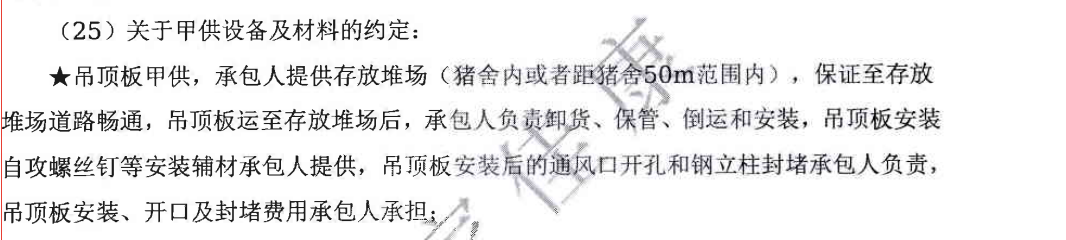 （25）关于甲供设备及材料的约定：
★吊顶板甲供，承包人提供存放堆场（猪舍内或者距猪舍50m范围内），保证至存放
堆场道路畅通，吊顶板运至存放堆场后，承包人负责卸货、保管、倒运和安装，吊顶板安装
自攻螺丝钉等安装辅材承包人提供，吊顶板安装后的通风口开孔和钢立柱封堵承包人负责，
吊顶板安装、开口及封堵费用承包人承担；